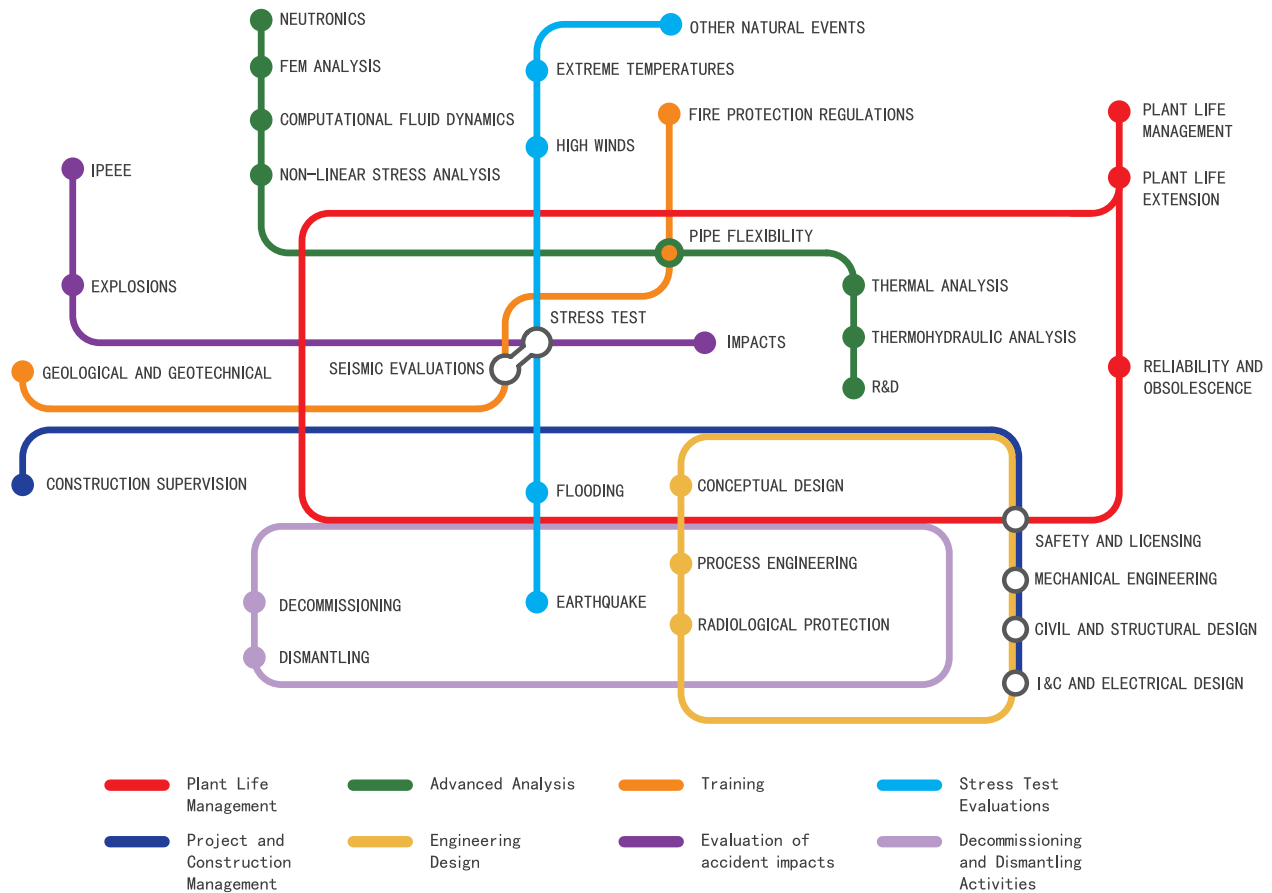 NEUTRONICS
OTHER NATURAL EVENTS
FEM ANALYSIS
EXTREME TEMPERATURES
COMPUTATIONAL FLUID DYNAMICS
FIRE PROTECTION REGULATIONS
PLANT LIFE
MANAGEMENT
HIGH WINDS
IPEEE
NON-LINEAR STRESS ANALYSIS
PLANT LIFE
EXTENSION
PIPE FLEXIBILITY
EXPLOSIONS
THERMAL ANALYSIS
STRESS TEST
THERMOHYDRAULIC ANALYSIS
IMPACTS
SEISMIC EVALUATIONS
GEOLOGICAL AND GEOTECHNICAL
RELIABILITY AND
OBSOLESCENCE
R&D
CONSTRUCTION SUPERVISION
FLOODING
CONCEPTUAL DESIGN
SAFETY AND LICENSING
PROCESS ENGINEERING
MECHANICAL ENGINEERING
DECOMMISSIONING
EARTHQUAKE
RADIOLOGICAL PROTECTION
CIVIL AND STRUCTURAL DESIGN
DISMANTLING
I&C AND ELECTRICAL DESIGN
Plant Life
Management
Advanced Analysis
Training
Stress Test
Evaluations
Project and
Construction
Management
Engineering
Design
Evaluation of
accident impacts
Decommissioning
and Dismantling
Activities